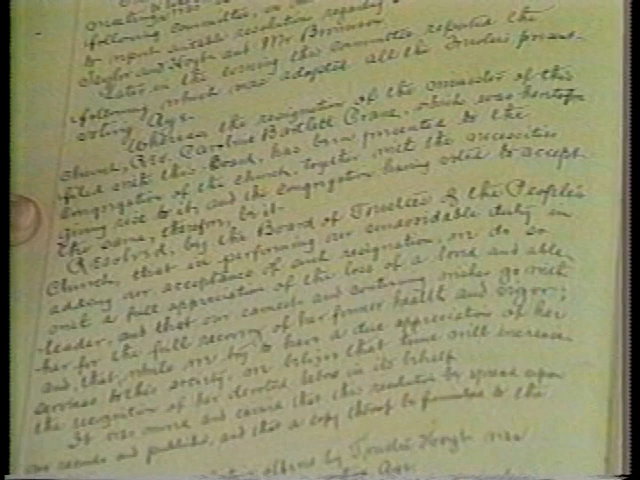 following committee, on
to report suitable resolution regarding
Taylor and Hoyt and Mr
Later in the evening this committee reported the
following which was adopted all the Trustees present
voting Aye.
Whereas the resignation of the minister of this
church, Rev. Caroline Bartlett Crane, which was heretofore
filed with this Board, has been presented to the
congregation of the church, together with the necessities
giving rise to it, and the congregation having voted to accept
the same, therefor, be it
Resolved, by the Board of Trustees of the People's
Church, that in performing our unavoidable duty in
adding our acceptance of such resignation, we do so
with a full appreciation of the loss of a loved and able
leader, and that our earnest and continuing wishes go with
her for the full recovery of her former health and vigor;
and, that, while we try to have a due appreciation of her
services to this society, we believe that time will increase
the recognition of her devoted labors in its behalf
It was moved and carried that this resolution be spread upon
our records and published, and that a copy thereof be furnished to the
offered by Trustee Hoyt was
Aye.